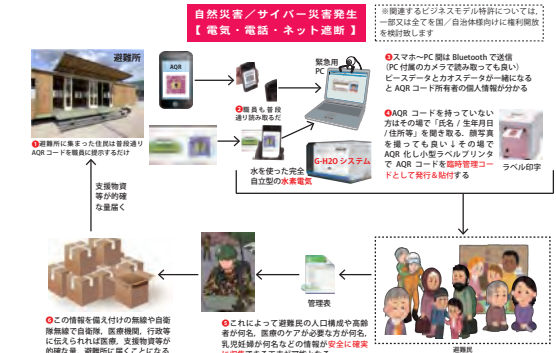 自然災害／サイバー災害発生
【 電気・電話・ネット遮断 】
※関連するビジネスモデル特許については、
一部又は全てを国／自治体様向けに権利開放
を検討致します
避難所
AQR
緊急用
PC
AQR
❸スマホ～PC 間は Bluetooth で送信
（PC 付属のカメラで読み取っても良い）
ピースデータとカオスデータが一緒になる
と AQR コード所有者の個人情報が分かる
❷職員も普段
通り読み取るだ
❶避難所に集まった住民は普段通り
AQR コードを職員に提示するだけ
❹AQR コードを持っていない
方はその場で「氏名 / 生年月日
/ 住所等」を聞き取る．顔写真
を撮っても良い↓その場で
AQR 化し小型ラベルプリンタ
で AQR コードを臨時管理コー
ドとして発行＆貼付する
ラベル印字
G-H2O システム
水を使った完全
自立型の水素電気
支援物資
等が的確
な量届く
管理表
避難民
❻この情報を備え付けの無線や自衛
隊無線で自衛隊，医療機関，行政等
に伝えられれば医療，支援物資等が
的確な量，避難所に届くことになる
❺これによって避難民の人口構成や高齢
者が何名，医療のケアが必要な方が何名，
乳児妊婦が何名などの情報が安全に確実